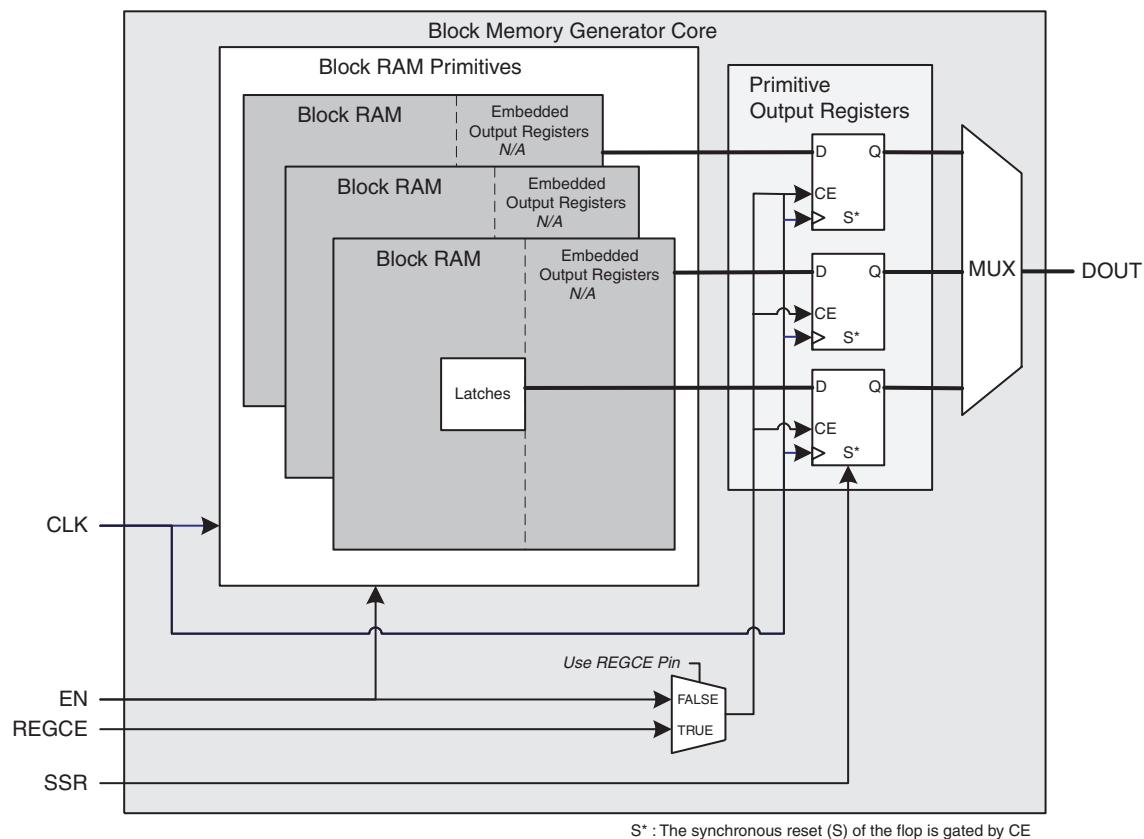 Block Memory Generator Core
Block RAM Primitives
Block RAM
Embedded
Output Registers
N/A
Block RAM
Embedded
Output Registers
N/A
Block RAM
Embedded
Output Registers
N/A
Latches
Primitive
Output Registers
D Q
CE
S*
D Q
CE
S*
D Q
CE
S*
MUX
DOUT
CLK
Use REGCE Pin
EN
FALSE
REGCE
TRUE
SSR
S* : The synchronous reset (S) of the flop is gated by CE